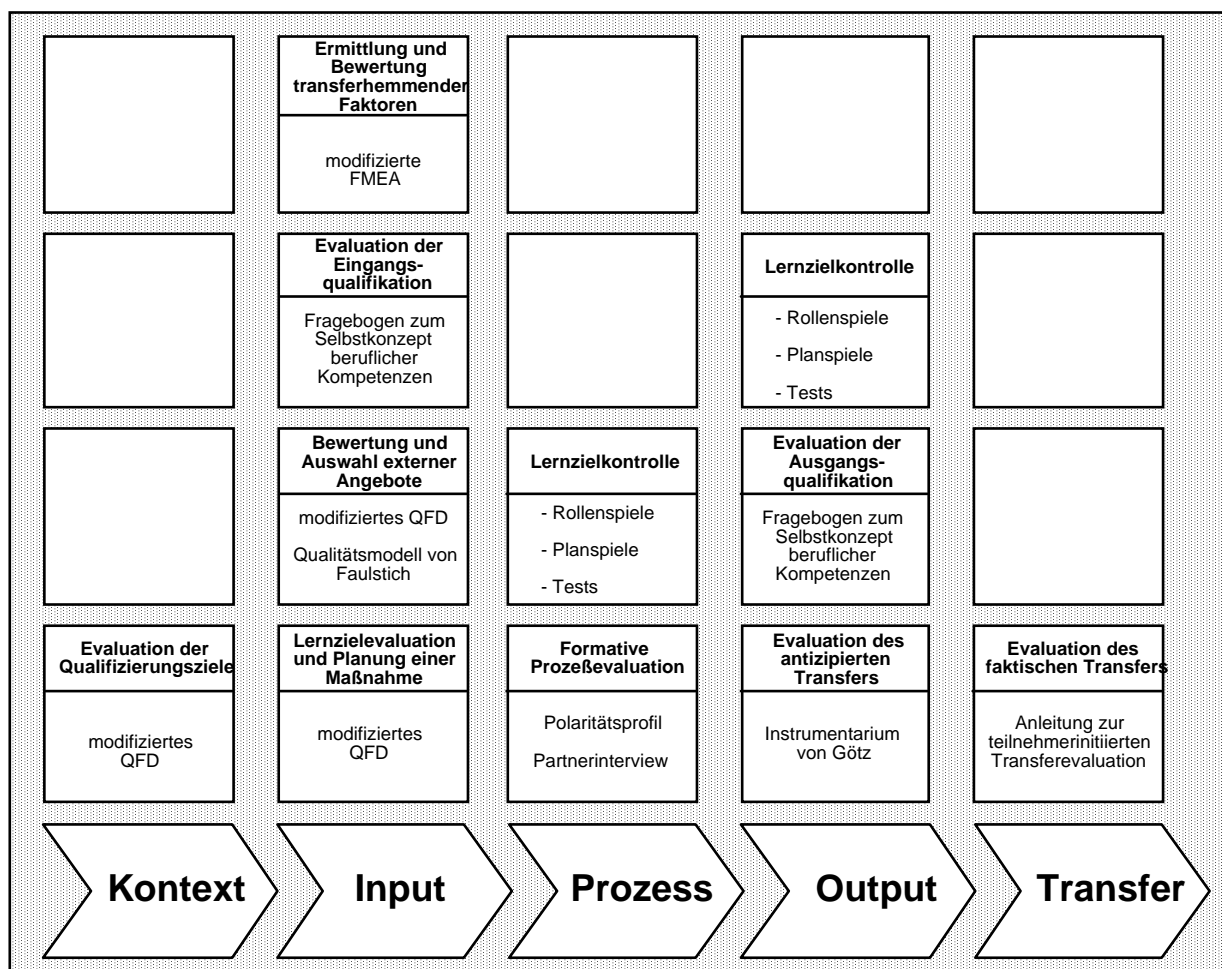 Ermittlung und
Bewertung
transferhemmender
Faktoren
modifizierte
FMEA
Evaluation der
Eingangs-
qualifikation
Fragebogen zum
Selbstkonzept
beruflicher
Kompetenzen
Lernzielkontrolle
- Rollenspiele
- Planspiele
- Tests
Bewertung und
Auswahl externer
Angebote
modifiziertes QFD
Qualitätsmodell von
Faulstich
Lernzielkontrolle
- Rollenspiele
- Planspiele
- Tests
Evaluation der
Ausgangs-
qualifikation
Fragebogen zum
Selbstkonzept
beruflicher
Kompetenzen
Evaluation der
Qualifizierungsziele
modifiziertes
QFD
Lernzielevaluation
und Planung einer
Maßnahme
modifiziertes
QFD
Formative
Prozeßevaluation
Polaritätsprofil
Partnerinterview
Evaluation des
antizipierten
Transfers
Instrumentarium
von Götz
Evaluation des
faktischen Transfers
Anleitung zur
teilnehmerinitiierten
Transferevaluation
Kontext
Input
Prozess
Output
Transfer